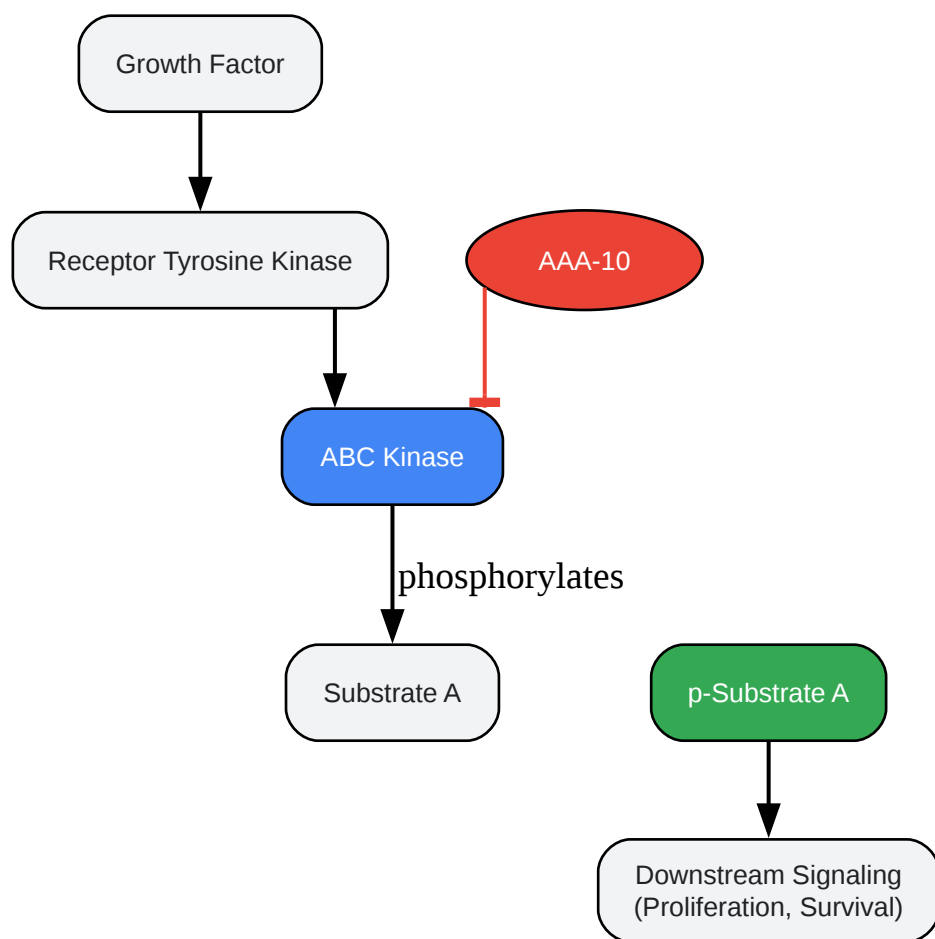 Growth Factor
Receptor Tyrosine Kinase
AAA-10
ABC Kinase
phosphorylates
Substrate A
p-Substrate A
Downstream Signaling
(Proliferation, Survival)